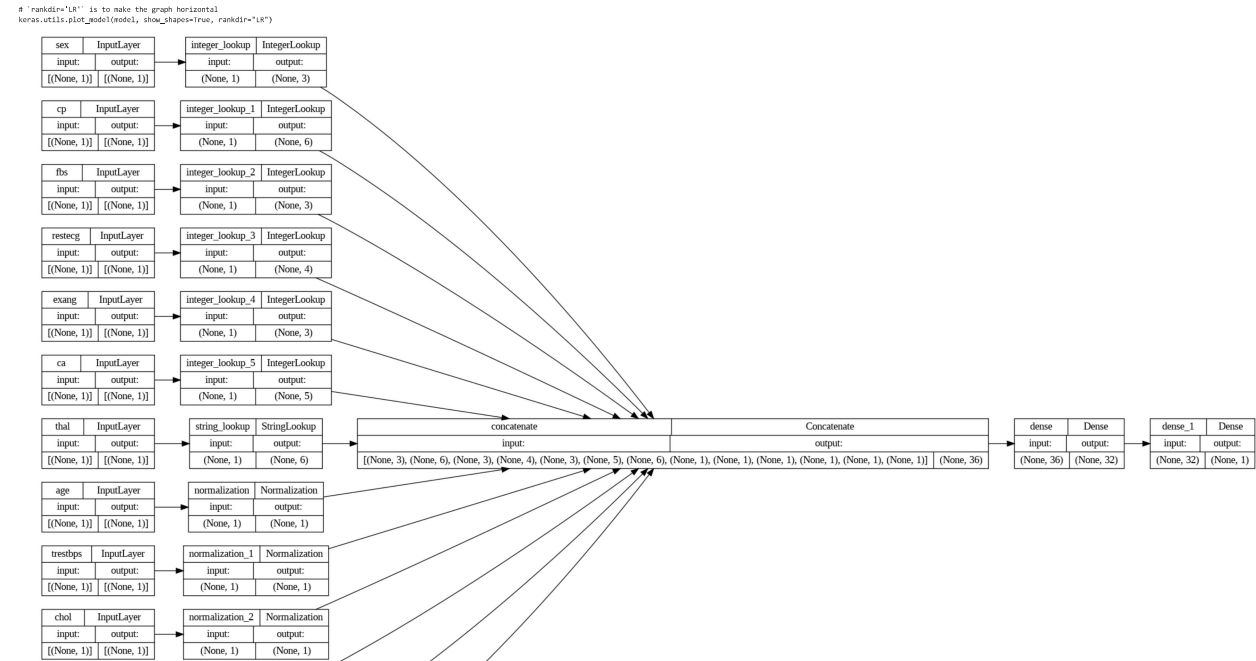 # `rankdir='LR'` is to make the graph horizontal
keras.utils.plot_model(model, show_shapes=True, rankdir="LR")
sex InputLayer integer_lookup IntegerLookup
input: output: input: output:
[(None, 1)] [(None, 1)] (None, 1) (None, 3)
cp InputLayer integer_lookup_1 IntegerLookup
input: output: input: output:
[(None, 1)] [(None, 1)] (None, 1) (None, 6)
fbs InputLayer integer_lookup_2 IntegerLookup
input: output: input: output:
[(None, 1)] [(None, 1)] (None, 1) (None, 3)
restecg InputLayer integer_lookup_3 IntegerLookup
input: output: input: output:
[(None, 1)] [(None, 1)] (None, 1) (None, 4)
exang InputLayer integer_lookup_4 IntegerLookup
input: output: input: output:
[(None, 1)] [(None, 1)] (None, 1) (None, 3)
ca InputLayer integer_lookup_5 IntegerLookup
input: output: input: output:
[(None, 1)] [(None, 1)] (None, 1) (None, 5)
thal InputLayer string_lookup StringLookup concatenate Concatenate dense Dense dense_1 Dense
input: output: input: output: input: output: input: output: input: output:
[(None, 1)] [(None, 1)] (None, 1) (None, 6) [(None, 3), (None, 6), (None, 3), (None, 4), (None, 3), (None, 5), (None, 6), (None, 1), (None, 1), (None, 1), (None, 1), (None, 1), (None, 1)] (None, 36) (None, 36) (None, 32) (None, 32) (None, 1)
age InputLayer normalization Normalization
input: output: input: output:
[(None, 1)] [(None, 1)] (None, 1) (None, 1)
trestbps InputLayer normalization_1 Normalization
input: output: input: output:
[(None, 1)] [(None, 1)] (None, 1) (None, 1)
chol InputLayer normalization_2 Normalization
input: output: input: output:
[(None, 1)] [(None, 1)] (None, 1) (None, 1)